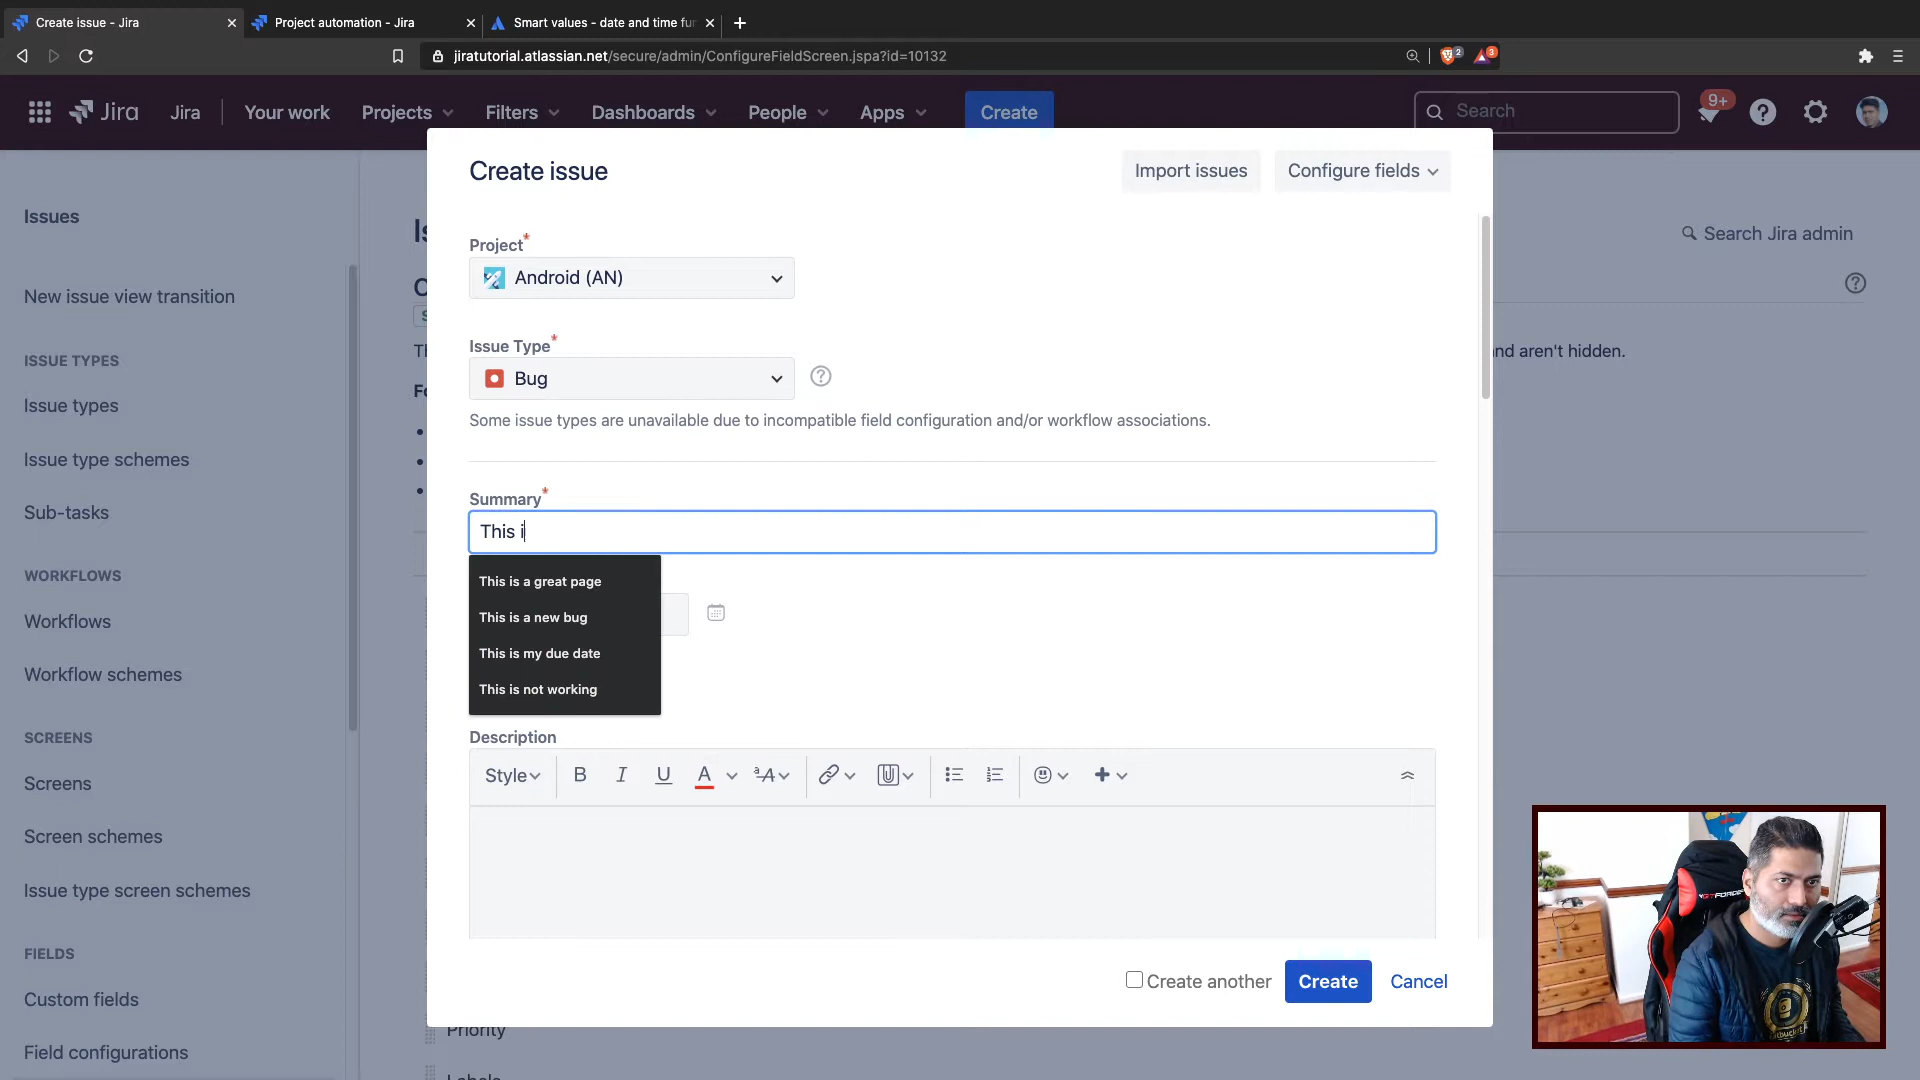 Create issue - Jira
Project automation - Jira
Smart values - date and time fur
jiratutorial.atlassian.net/secure/admin/ConfigureFieldScreen.jspa?id=10132
2
3
Jira
Jira
Your work
Projects
Filters
Dashboards
People
Apps
Create
Search
9+
Create issue
Import issues
Configure fields
Issues
Search Jira admin
Project*
Android (AN)
New issue view transition
ISSUE TYPES
Issue Type*
nd aren't hidden.
Bug
Issue types
Some issue types are unavailable due to incompatible field configuration and/or workflow associations.
Issue type schemes
Summary*
Sub-tasks
This i
WORKFLOWS
This is a great page
Workflows
This is a new bug
This is my due date
Workflow schemes
This is not working
SCREENS
Description
Screens
Style
Screen schemes
Issue type screen schemes
FIELDS
Create another
Create
Cancel
Custom fields
Priority
Field configurations
Labels
GTFORCE